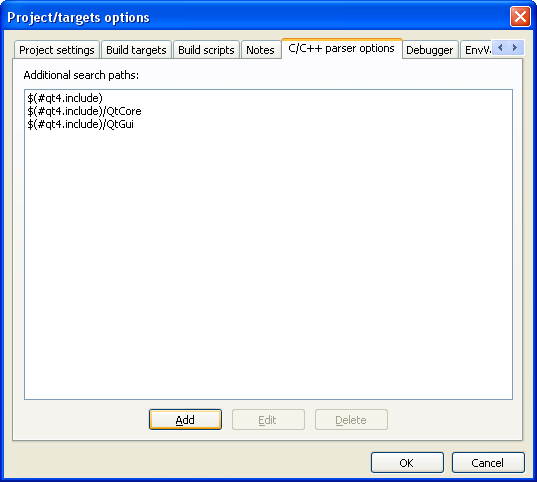 Project/targets options
Project settings
Build targets
Build scripts
Notes
C/C++ parser options
Debugger
EnvV
Additional search paths:
$(#qt4.include)
$(#qt4.include)/QtCore
$(#qt4.include)/QtGui
Add
Edit
Delete
OK
Cancel